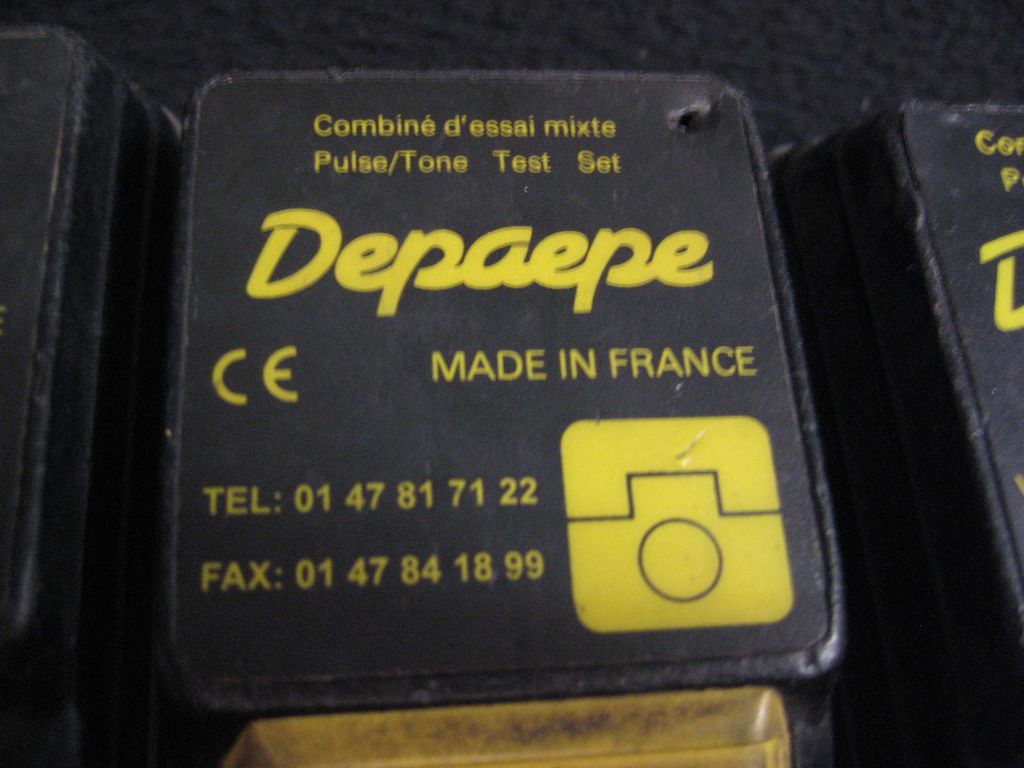 Combiné d'essai mixte
Pulse/Tone Test Set
Depaepe
CE MADE IN FRANCE
TEL: 01 47 81 71 22
FAX: 01 47 84 18 99